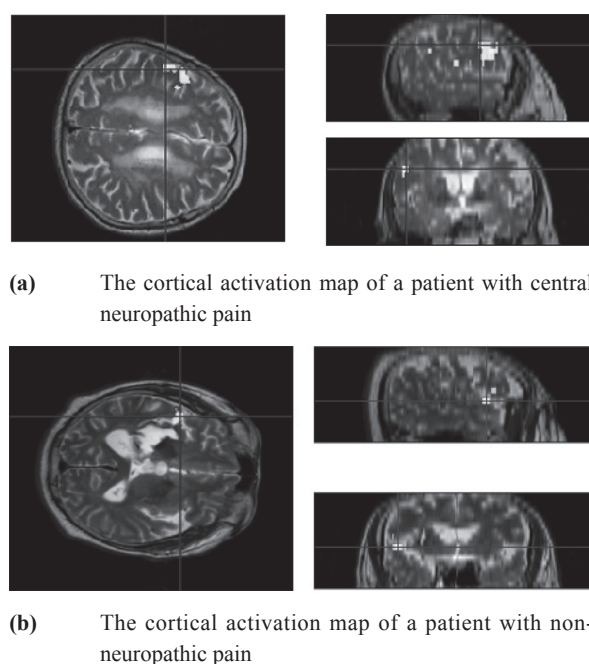 (a) The cortical activation map of a patient with central
neuropathic pain
(b) The cortical activation map of a patient with non-
neuropathic pain